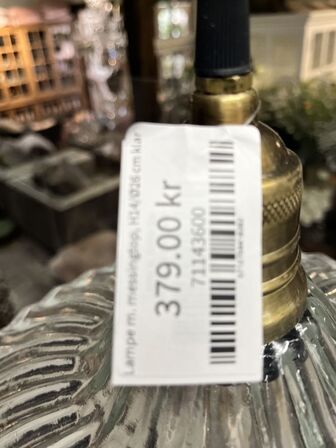 Lampe m. messingtop, H14/Ø26 cm klar
379.00 kr
71143600